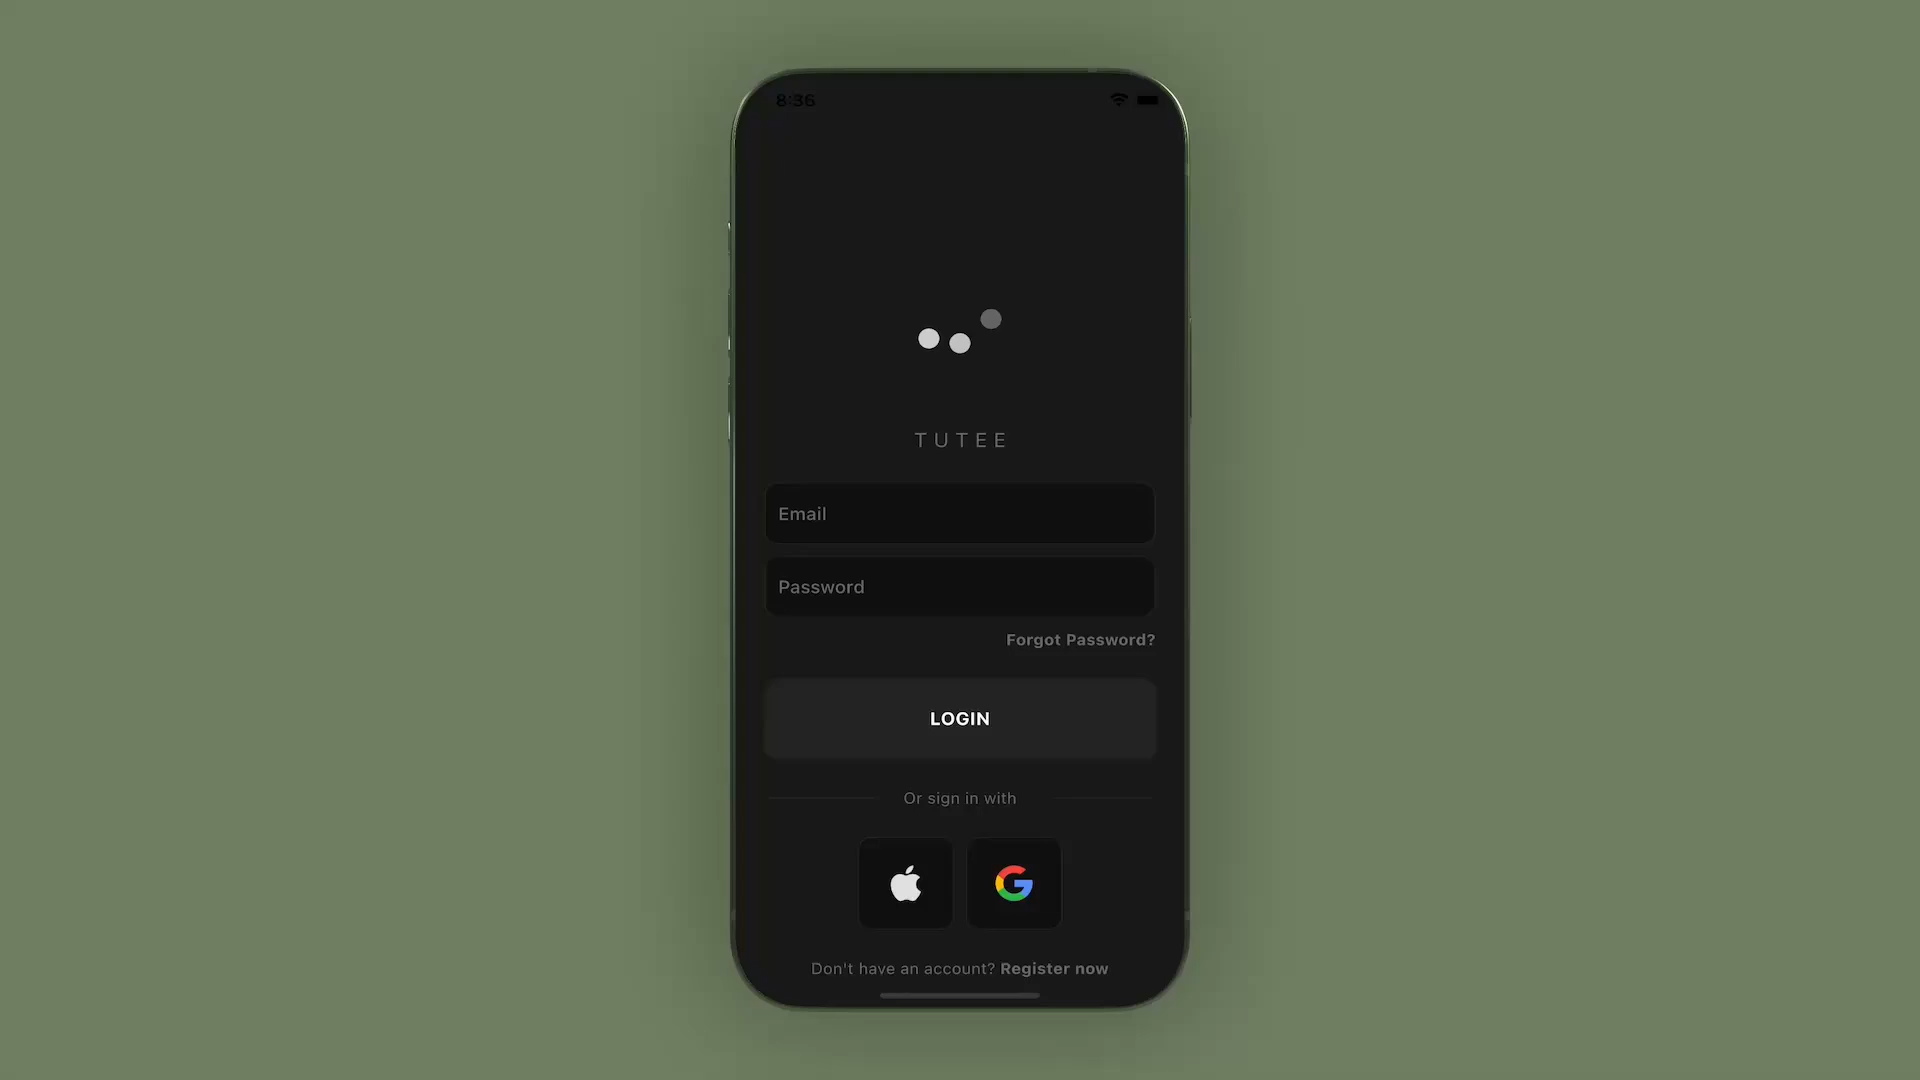 8:36
TUTEE
Email
Password
Forgot Password?
LOGIN
Or sign in with
Don't have an account? Register now